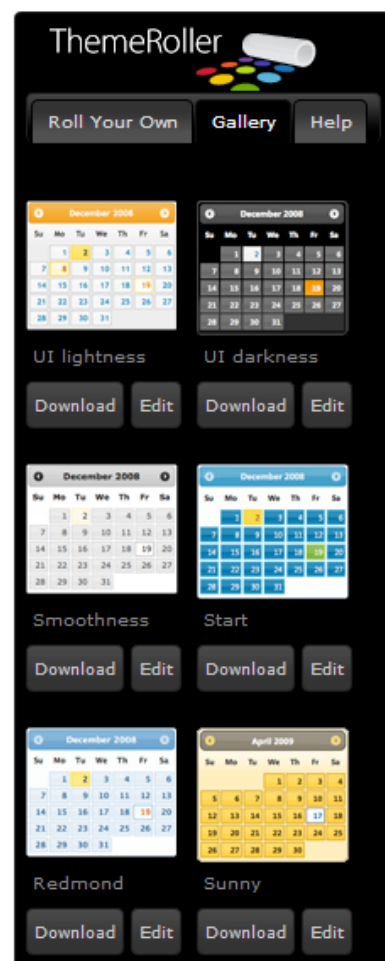 ThemeRoller
Roll Your Own
Gallery
Help
December 2008
Su Mo Tu We Th Fr Sa
1 2 3 4 5 6
7 8 9 10 11 12 13
14 15 16 17 18 19 20
21 22 23 24 25 26 27
28 29 30 31
UI lightness
Download Edit
December 2008
Su Mo Tu We Th Fr Sa
1 2 3 4 5 6
7 8 9 10 11 12 13
14 15 16 17 18 19 20
21 22 23 24 25 26 27
28 29 30 31
UI darkness
Download Edit
December 2008
Su Mo Tu We Th Fr Sa
1 2 3 4 5 6
7 8 9 10 11 12 13
14 15 16 17 18 19 20
21 22 23 24 25 26 27
28 29 30 31
Smoothness
Download Edit
December 2008
Su Mo Tu We Th Fr Sa
1 2 3 4 5 6
7 8 9 10 11 12 13
14 15 16 17 18 19 20
21 22 23 24 25 26 27
28 29 30 31
Start
Download Edit
December 2008
Su Mo Tu We Th Fr Sa
1 2 3 4 5 6
7 8 9 10 11 12 13
14 15 16 17 18 19 20
21 22 23 24 25 26 27
28 29 30 31
Redmond
Download Edit
April 2009
Su Mo Tu We Th Fr Sa
1 2 3 4
5 6 7 8 9 10 11
12 13 14 15 16 17 18
19 20 21 22 23 24 25
26 27 28 29 30
Sunny
Download Edit